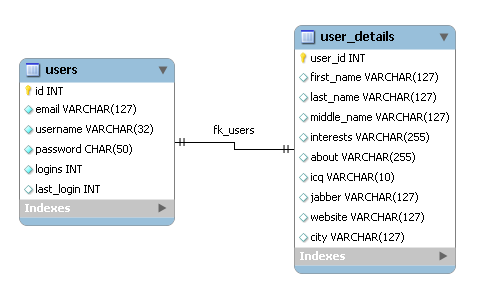 users
id INT
email VARCHAR(127)
username VARCHAR(32)
password CHAR(50)
logins INT
last_login INT
Indexes
fk_users
user_details
user_id INT
first_name VARCHAR(127)
last_name VARCHAR(127)
middle_name VARCHAR(127)
interests VARCHAR(255)
about VARCHAR(255)
icq VARCHAR(10)
jabber VARCHAR(127)
website VARCHAR(127)
city VARCHAR(127)
Indexes